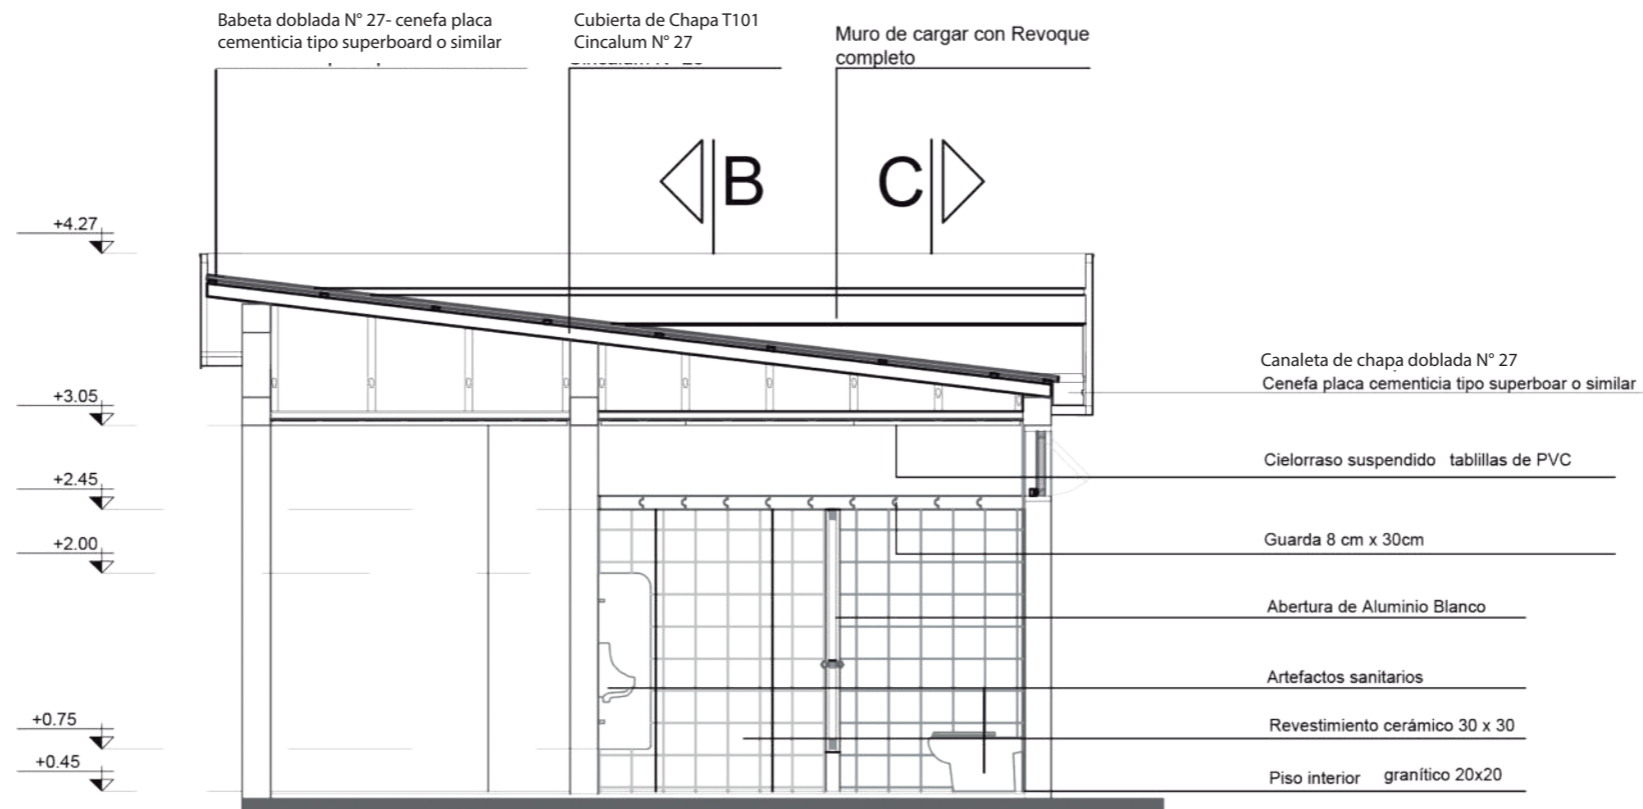 Babeta doblada N° 27- cenefa placa
cementicia tipo superboard o similar
Cubierta de Chapa T101
Cincalum N° 27
Muro de cargar con Revoque
completo
B
C
+4.27
+3.05
+2.45
+2.00
+0.75
+0.45
Canaleta de chapa doblada N° 27
Cenefa placa cementicia tipo superboar o similar
Cielorraso suspendido tablillas de PVC
Guarda 8 cm x 30cm
Abertura de Aluminio Blanco
Artefactos sanitarios
Revestimiento cerámico 30 x 30
Piso interior granítico 20x20